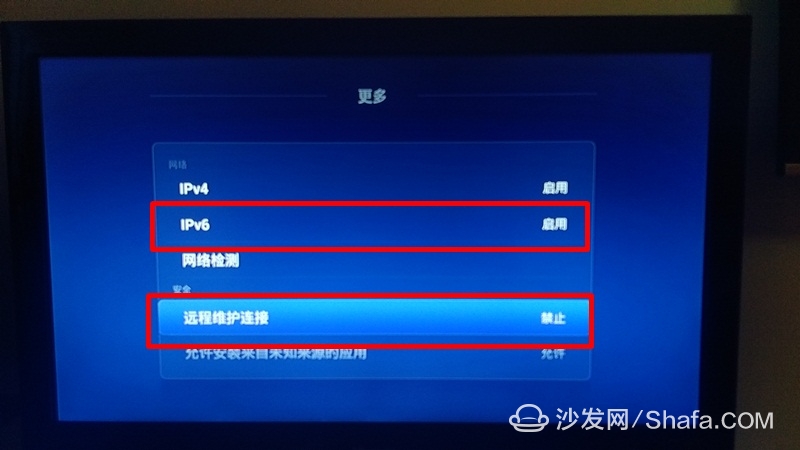 更多
网络
IPv4 启用
IPv6 启用
网络检测
安全
远程维护连接 禁止
允许安装来自未知来源的应用 允许
沙发网/Shafa.COM